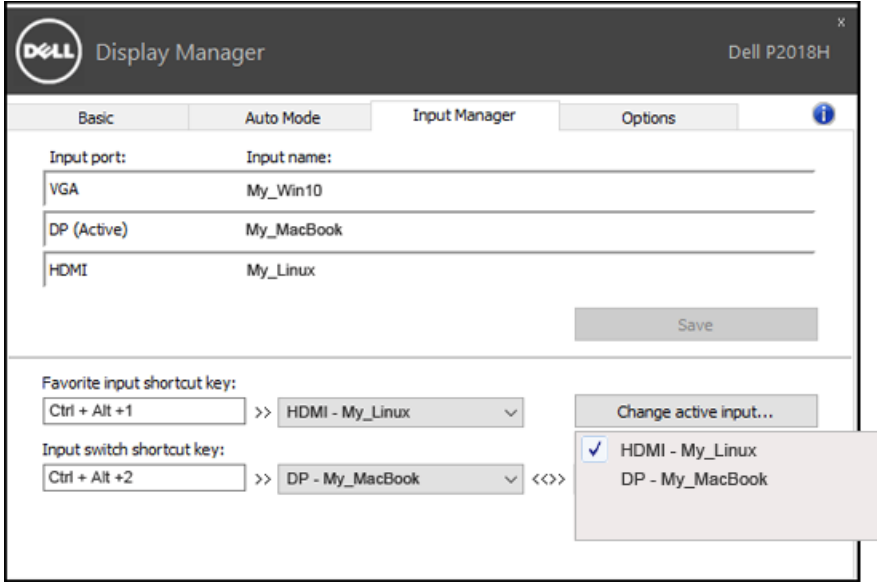 x
DELL Display Manager Dell P2018H
Basic Auto Mode Input Manager Options i
Input port: Input name:
VGA My_Win10
DP (Active) My_MacBook
HDMI My_Linux
Save
Favorite input shortcut key:
Ctrl + Alt +1 >> HDMI - My_Linux Change active input...
Input switch shortcut key:
Ctrl + Alt +2 >> DP - My_MacBook <<>>
HDMI - My_Linux
DP - My_MacBook